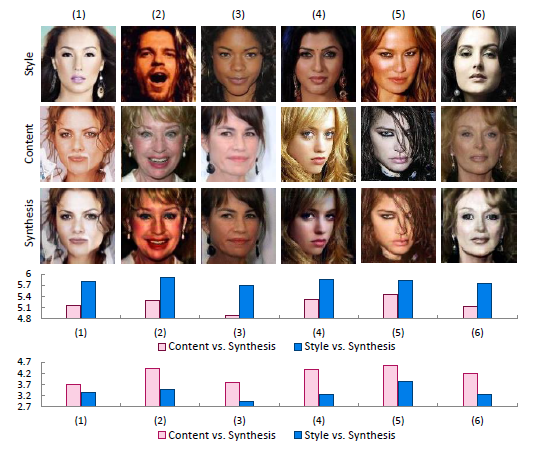 (1) (2) (3) (4) (5) (6)
Style
Content
Synthesis
6
5.7
5.4
5.1
4.8
(1) (2) (3) (4) (5) (6)
Content vs. Synthesis Style vs. Synthesis
4.7
4.2
3.7
3.2
2.7
(1) (2) (3) (4) (5) (6)
Content vs. Synthesis Style vs. Synthesis